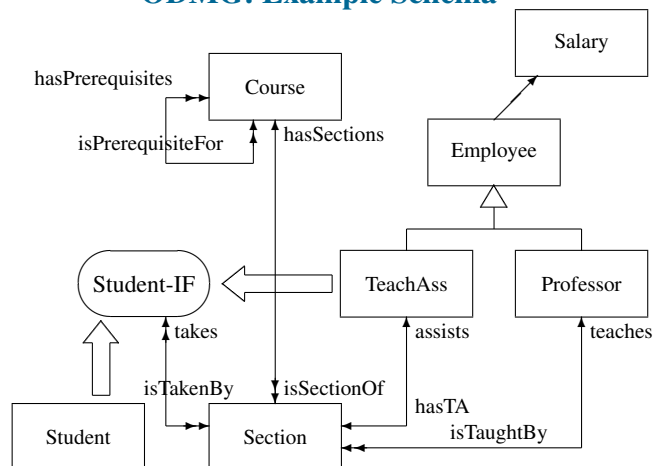 ODMG: Example Schema
Salary
hasPrerequisites
Course
isPrerequisiteFor
hasSections
Employee
Student-IF
TeachAss
Professor
takes
assists
teaches
isTakenBy
isSectionOf
hasTA
isTaughtBy
Student
Section